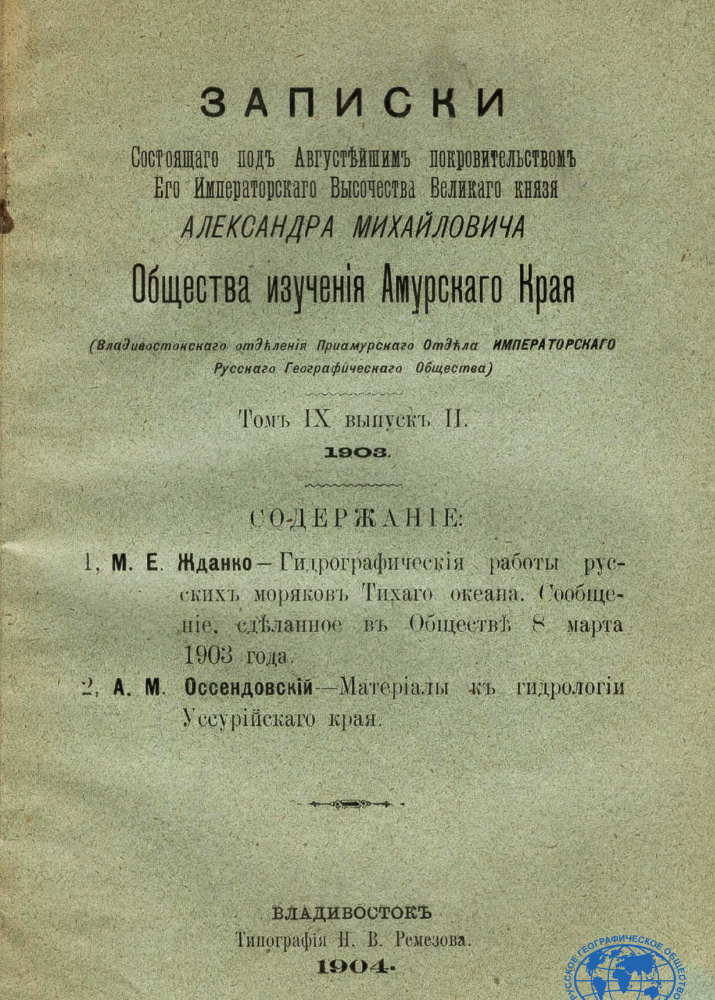 ЗАПИСКИ
Состоящаго подъ Августѣйшимъ покровительствомъ
Его Императорскаго Высочества Великаго князя
АЛЕКСАНДРА МИХАЙЛОВИЧА
Общества изученія Амурскаго Края
(Владивостокскаго отдѣленія Приамурскаго Отдѣла ИМПЕРАТОРСКАГО
Русскаго Географическаго Общества)
Томъ IX выпускъ II.
1903.
СОДЕРЖАНІЕ:
1, М. Е. Жданко—Гидрографическія работы рус-
скихъ моряковъ Тихаго океана. Сообще-
ніе, сдѣланное въ Обществѣ 8 марта
1903 года.
2, А. М. Оссендовскій—Матеріалы къ гидрологіи
Уссурійскаго края.
ВЛАДИВОСТОКЪ
Типографія Н. В. Ремезова.
1904.
РУССКОЕ ГЕОГРАФИЧЕСКОЕ ОБЩЕСТВО